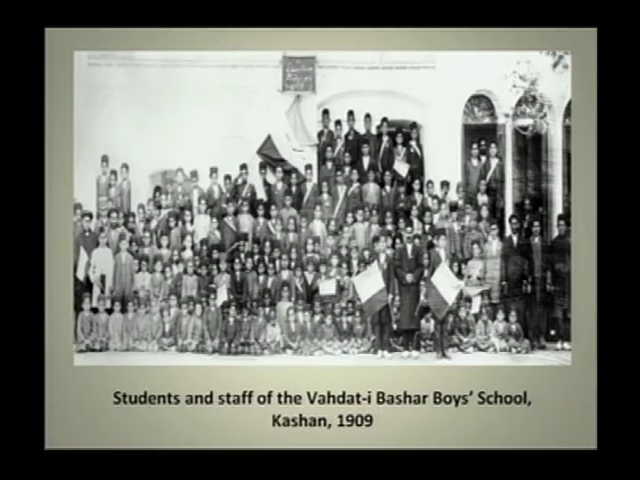 Students and staff of the Vahdat-i Bashar Boys' School,
Kashan, 1909